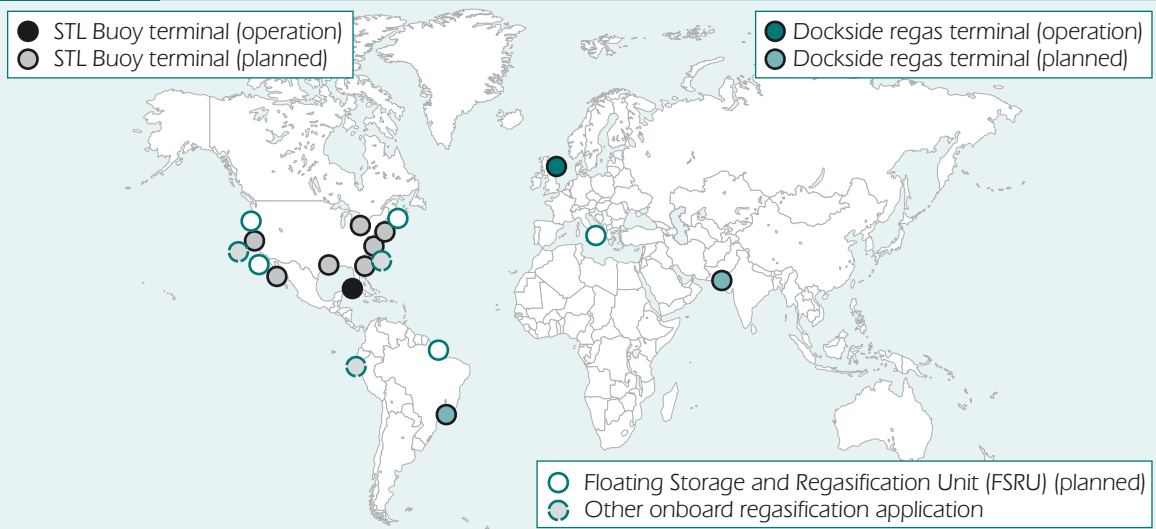 STL Buoy terminal (operation)
STL Buoy terminal (planned)
Dockside regas terminal (operation)
Dockside regas terminal (planned)
Floating Storage and Regasification Unit (FSRU) (planned)
Other onboard regasification application